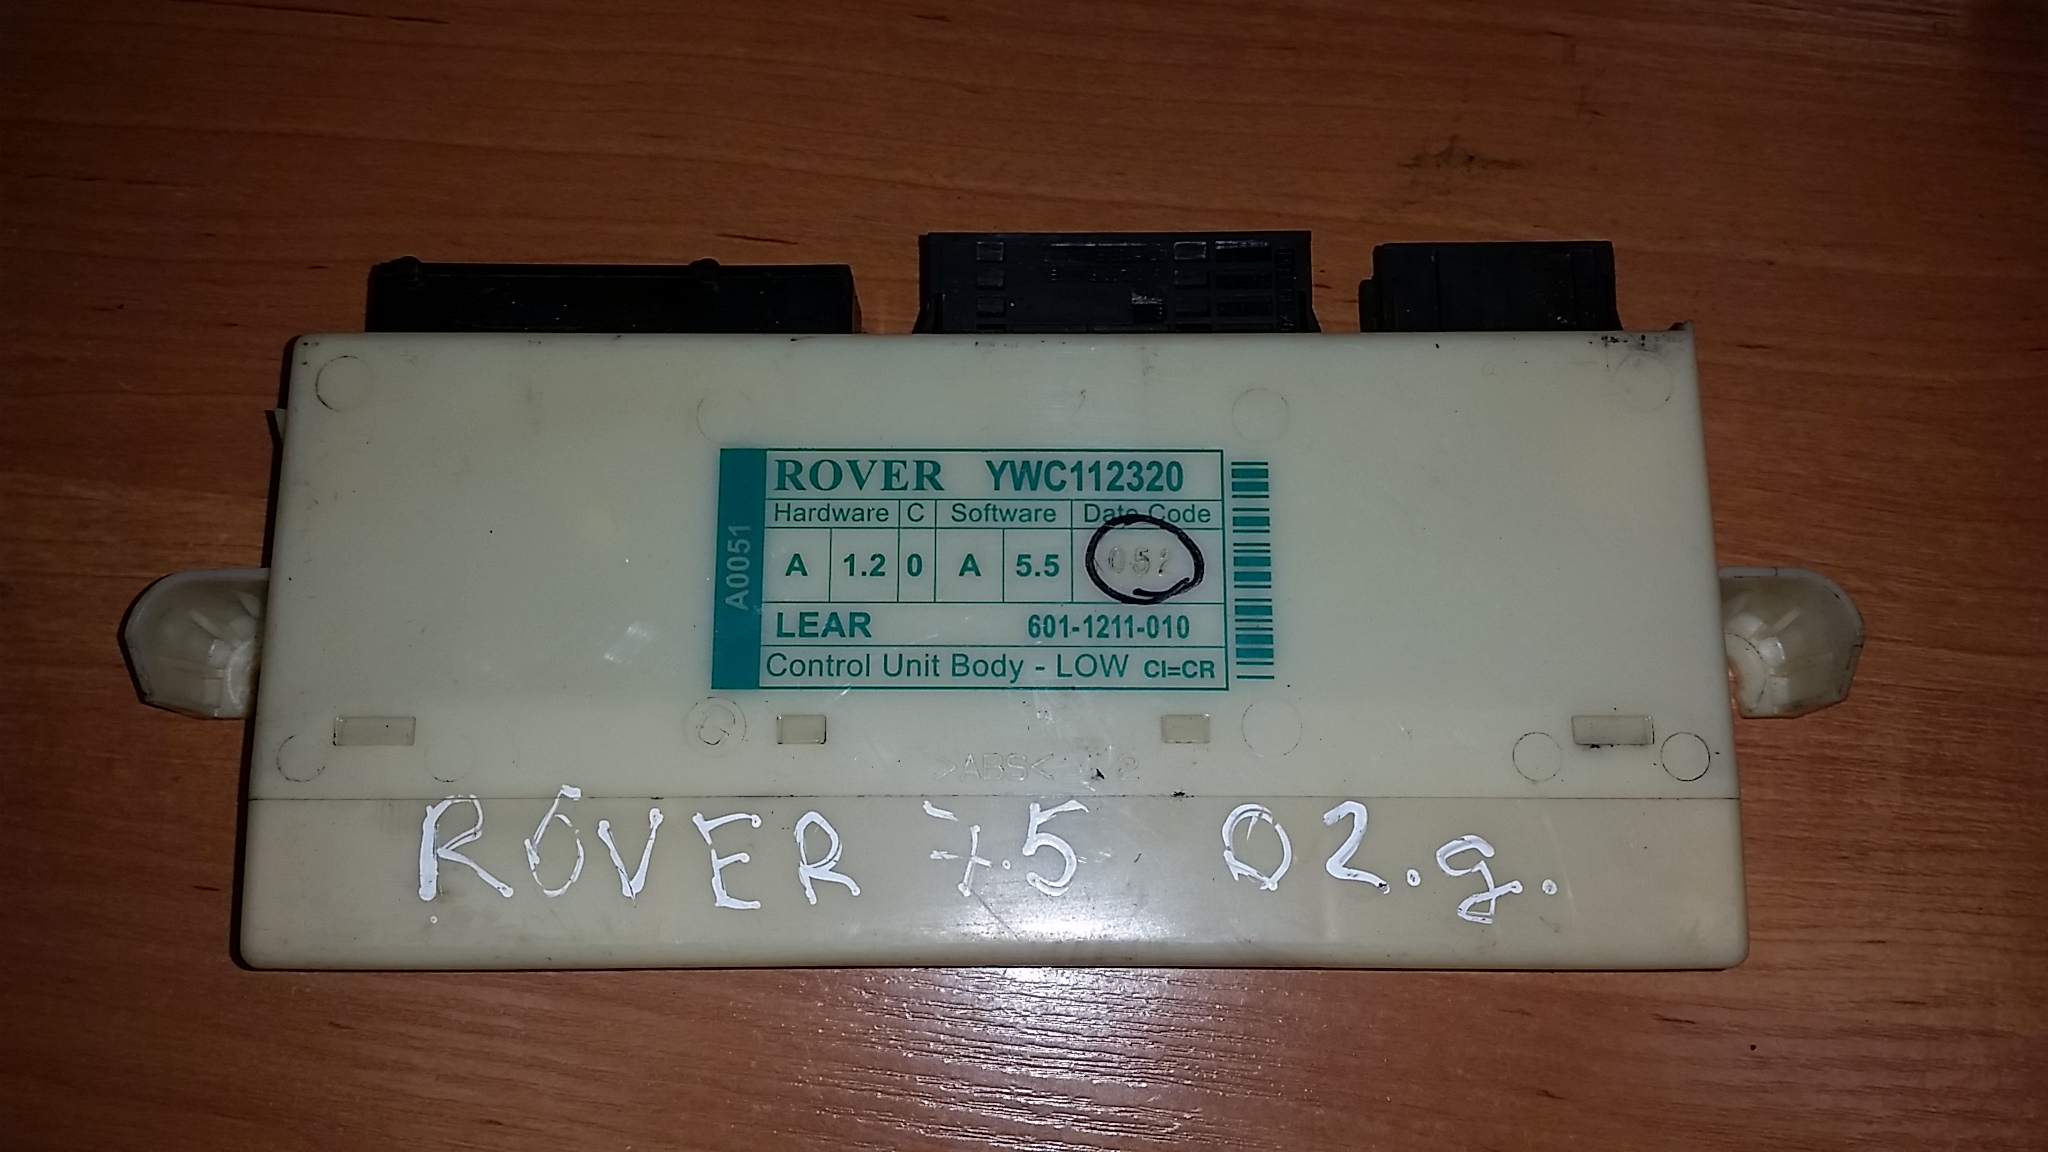 ROVER YWC112320
Hardware C Software Date Code
A 1.2 0 A 5.5
A0051
LEAR 601-1211-010
Control Unit Body - LOW CI=CR
G
>ABS<
ROVER 75 02.g.